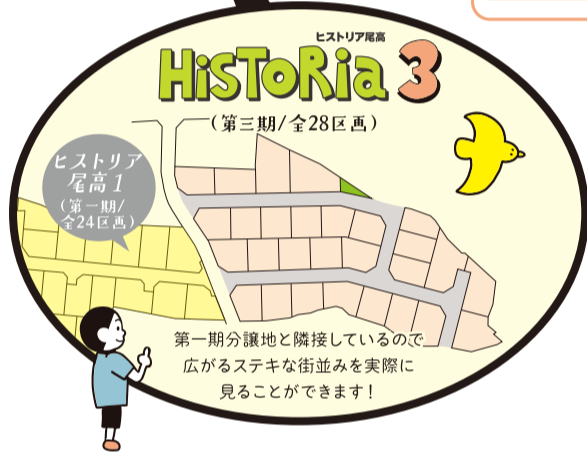 ヒストリア尾高
HiSToRia 3
(第三期/全28区画)
ヒストリア
尾高1
(第一期/
全24区画)
第一期分譲地と隣接しているので
広がるステキな街並みを実際に
見ることができます!